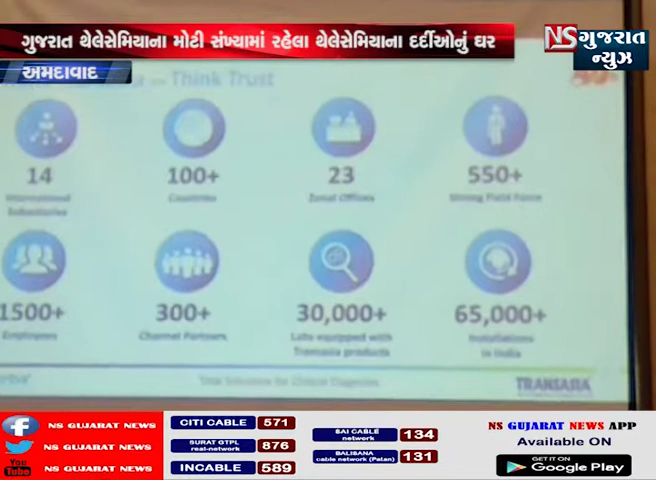 ગુજરાત થેલેસેમિયાના મોટી સંખ્યામાં રહેલા થેલેસેમિયાના દર્દીઓનું ઘર
NS ગુજરાત
ન્યુઝ
અમદાવાદ
Think Trust
14
100+
23
550+
International
Subsidiaries
Countries
Zonal Offices
Strong Field Force
1500+
300+
30,000+
65,000+
Employees
Channel Partners
Labs equipped with
Transasia products
Installations
in India
Total Solutions for Clinical Diagnosis
TRANSASIA
NS GUJARAT NEWS
NS GUJARAT NEWS
You Tube NS GUJARAT NEWS
CITI CABLE 571
SURAT GTPL
real-network 876
INCABLE 589
SAI CABLE
network 134
BALISANA
cable network (Patan) 131
NS GUJARAT NEWS APP
Available ON
GET IT ON
Google Play